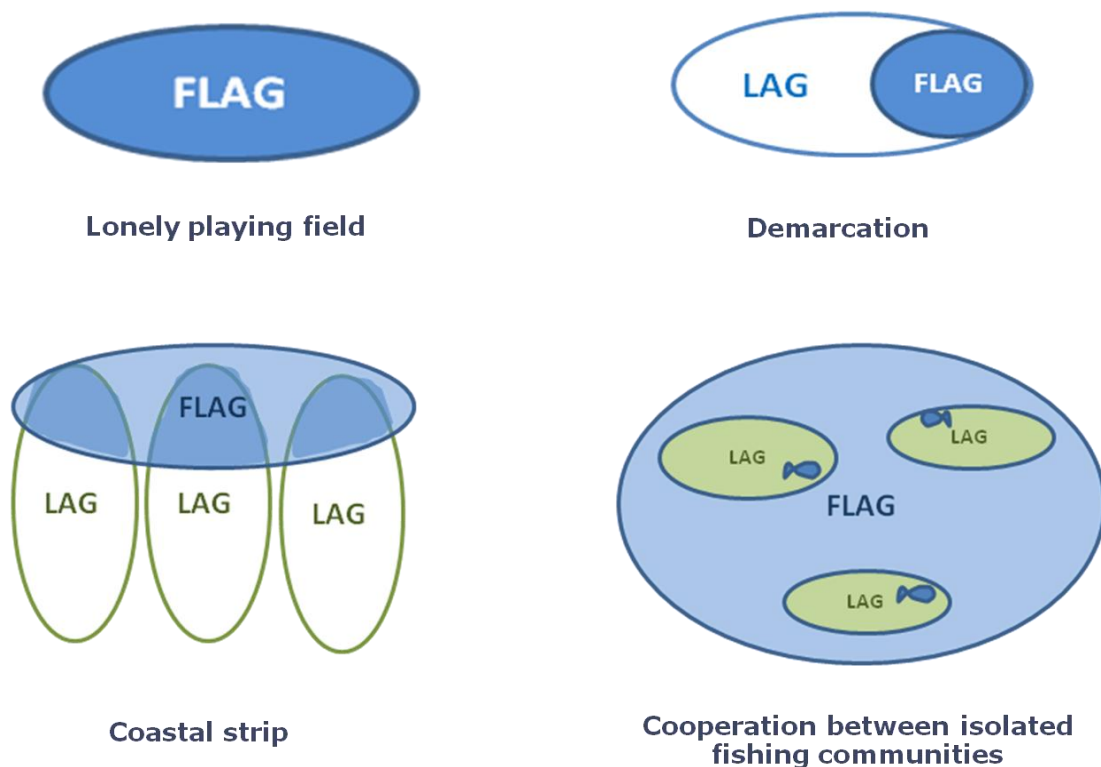 FLAG
Lonely playing field
LAG
FLAG
Demarcation
FLAG
LAG
LAG
LAG
Coastal strip
LAG
LAG
FLAG
LAG
Cooperation between isolated
fishing communities